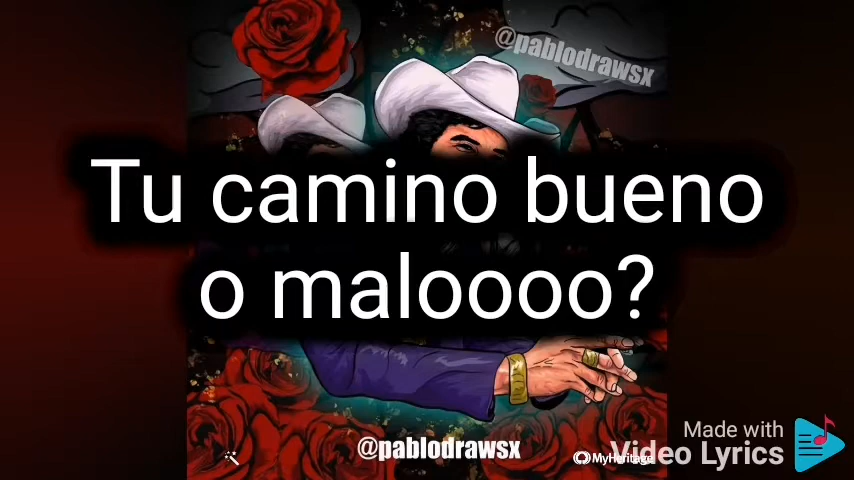 @pablodrawsx
Tu camino bueno
o maloooo?
@pablodrawsx
MyHeritage
Made with
Video Lyrics